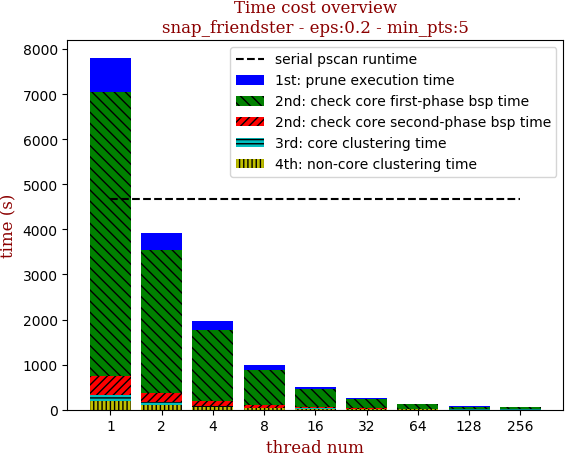 Time cost overview
snap_friendster - eps:0.2 - min_pts:5
serial pscan runtime
1st: prune execution time
2nd: check core first-phase bsp time
2nd: check core second-phase bsp time
3rd: core clustering time
4th: non-core clustering time
time (s)
8000
7000
6000
5000
4000
3000
2000
1000
0
1 2 4 8 16 32 64 128 256
thread num